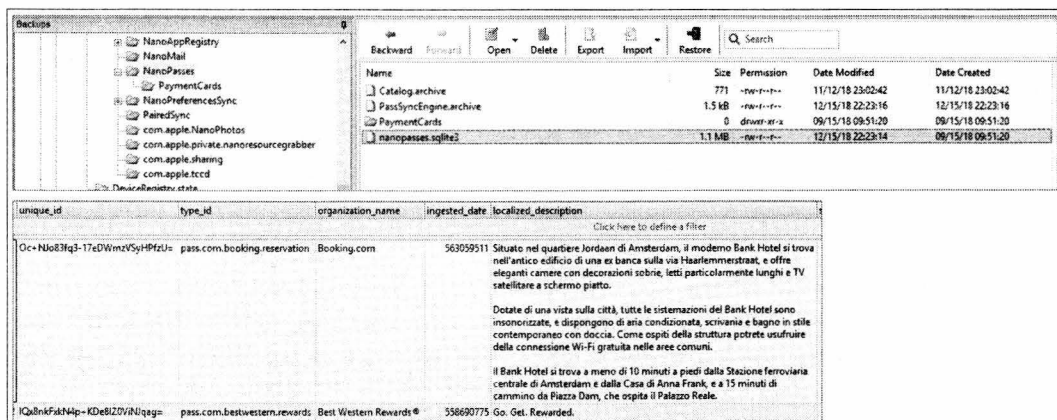 Backups
NanoAppRegistry
NanoMail
NanoPasses
PaymentCards
NanoPreferencesSync
PairedSync
com.apple.NanoPhotos
com.apple.private.nanoresourcegrabber
com.apple.sharing
com.apple.tccd
DeviceRegistry.state
Backward Forward Open Delete Export Import Restore Search
Name Size Permission Date Modified Date Created
Catalog.archive 771 -rw-r--r-- 11/12/18 23:02:42 11/12/18 23:02:42
PassSyncEngine.archive 1.5 kB -rw-r--r-- 12/15/18 22:23:16 12/15/18 22:23:16
PaymentCards 0 drwxr-xr-x 09/15/18 09:51:20 09/15/18 09:51:20
nanopasses.sqlite3 1.1 MB -rw-r--r-- 12/15/18 22:23:14 09/15/18 09:51:20
unique_id type_id organization_name ingested_date localized_description
Click here to define a filter
pass.com.booking.reservation Booking.com 563059511 Situato nel quartiere Jordaan di Amsterdam, il moderno Bank Hotel si trova
nell'antico edificio di una ex banca sulla via Haarlemmerstraat, e offre
eleganti camere con decorazioni sobrie, letti particolarmente lunghi e TV
satellitare a schermo piatto.
Dotate di una vista sulla città, tutte le sistemazioni del Bank Hotel sono
insonorizzate, e dispongono di aria condizionata, scrivania e bagno in stile
contemporaneo con doccia. Come ospiti della struttura potrete usufruire
della connessione Wi-Fi gratuita nelle aree comuni.
Il Bank Hotel si trova a meno di 10 minuti a piedi dalla Stazione ferroviaria
centrale di Amsterdam e dalla Casa di Anna Frank, e a 15 minuti di
cammino da Piazza Dam, che ospita il Palazzo Reale.
pass.com.bestwestern.rewards Best Western Rewards® 558690775 Go. Get. Rewarded.